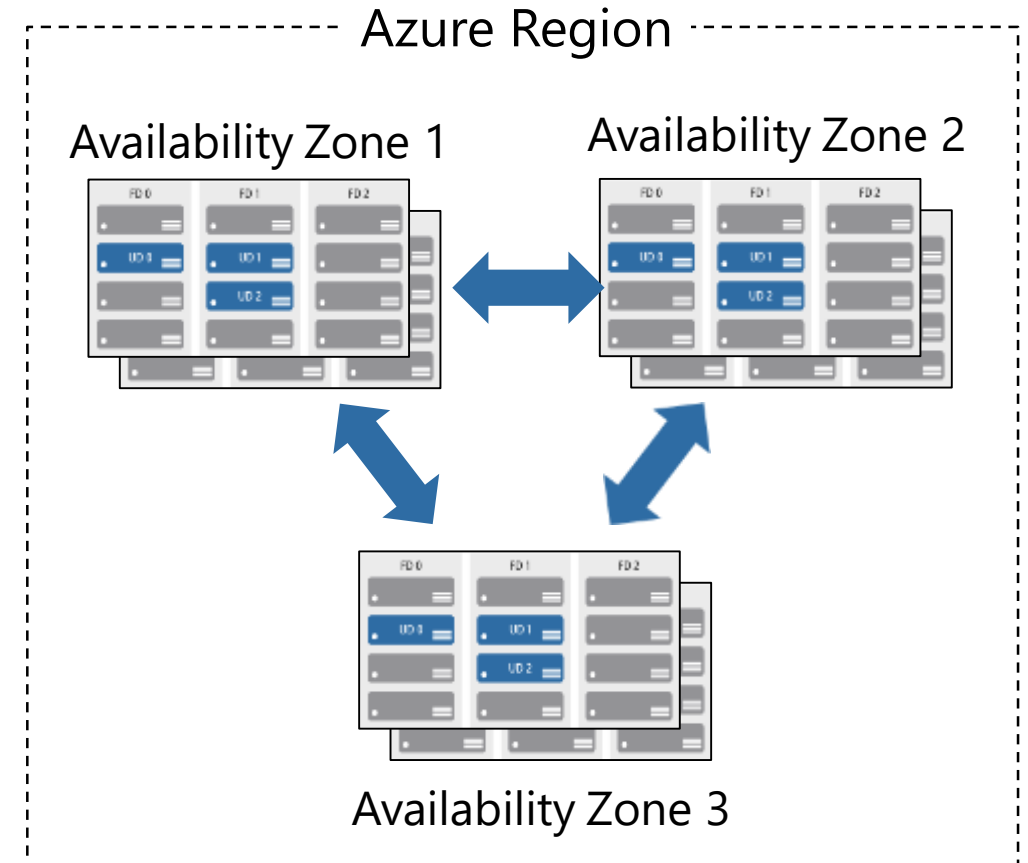 Azure Region
Availability Zone 1
Availability Zone 2
FD 0 FD 1 FD 2
UD 0 UD 1
UD 2
FD 0 FD 1 FD 2
UD 0 UD 1
UD 2
FD 0 FD 1 FD 2
UD 0 UD 1
UD 2
Availability Zone 3